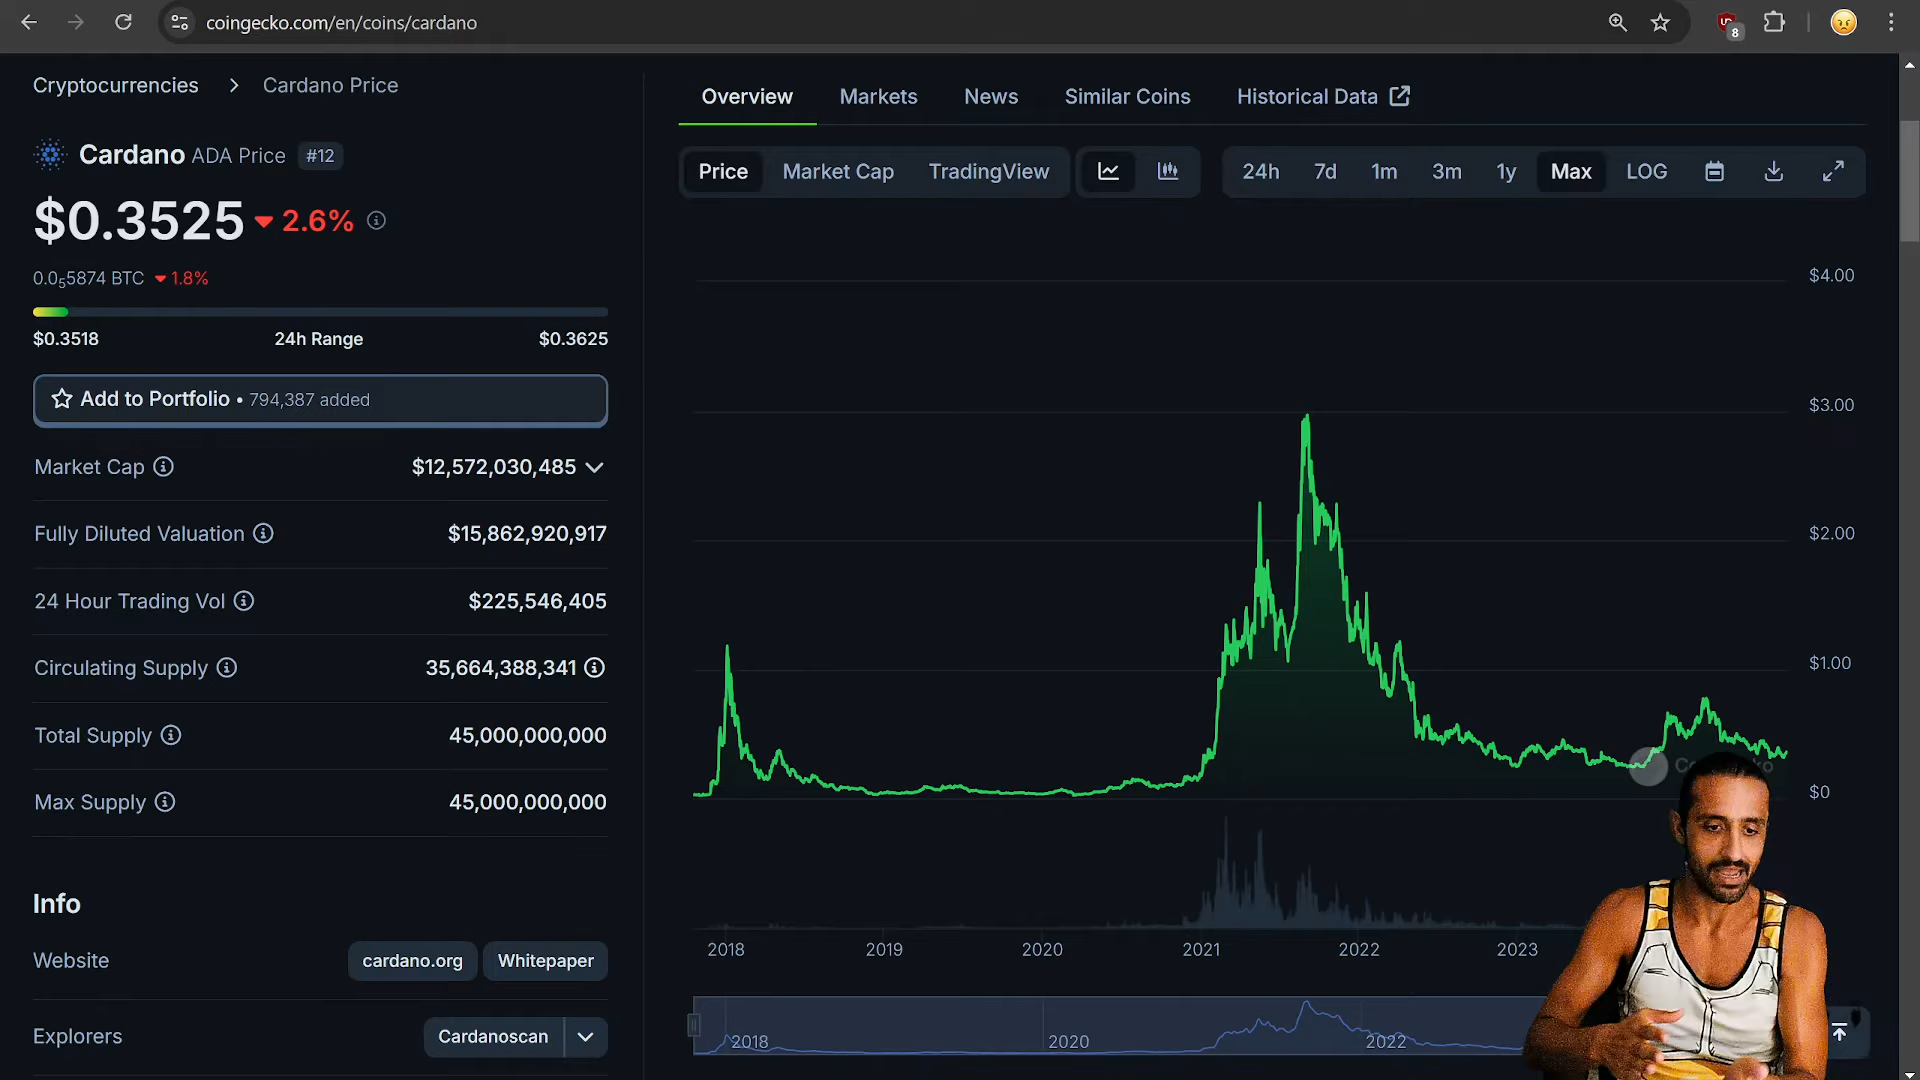 coingecko.com/en/coins/cardano
8
Cryptocurrencies > Cardano Price
Cardano ADA Price #12
$0.3525 2.6%
0.0₅5874 BTC 1.8%
$0.3518 24h Range $0.3625
Add to Portfolio • 794,387 added
Market Cap $12,572,030,485
Fully Diluted Valuation $15,862,920,917
24 Hour Trading Vol $225,546,405
Circulating Supply 35,664,388,341
Total Supply 45,000,000,000
Max Supply 45,000,000,000
Info
Website cardano.org Whitepaper
Explorers Cardanoscan
Overview Markets News Similar Coins Historical Data
Price Market Cap TradingView 24h 7d 1m 3m 1y Max LOG
$4.00
$3.00
$2.00
$1.00
$0
2018 2019 2020 2021 2022 2023
2018 2020 2022